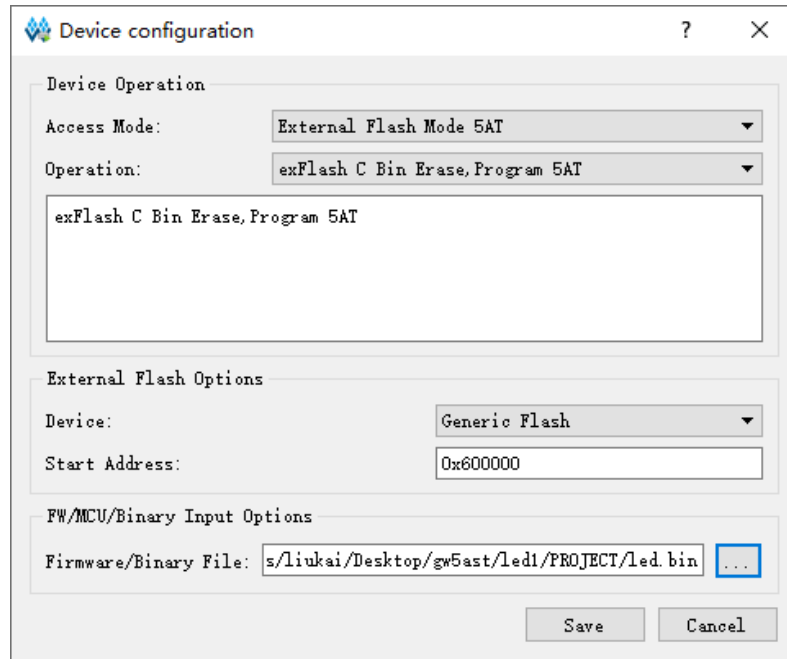 Device configuration
?
Device Operation
Access Mode: External Flash Mode 5AT
Operation: exFlash C Bin Erase,Program 5AT
exFlash C Bin Erase,Program 5AT
External Flash Options
Device: Generic Flash
Start Address: 0x600000
FW/MCU/Binary Input Options
Firmware/Binary File: s/liukai/Desktop/gw5ast/led1/PROJECT/led.bin ...
Save Cancel